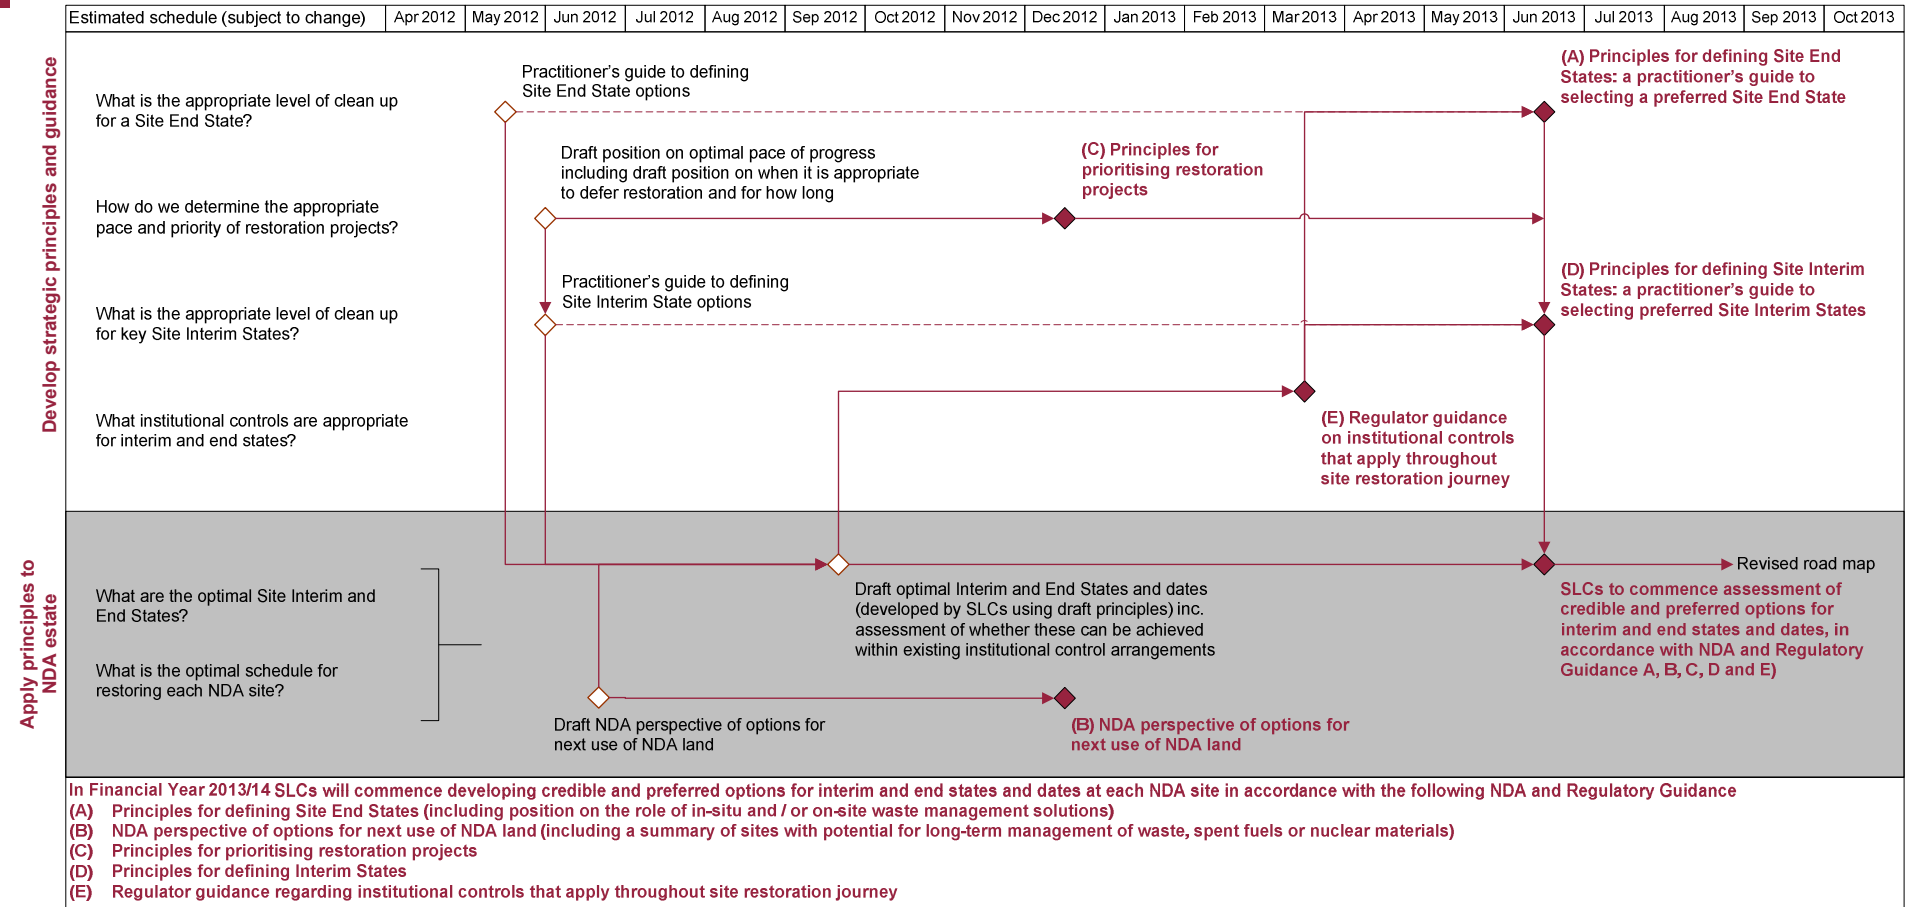 Estimated schedule (subject to change)
Apr 2012
May 2012
Jun 2012
Jul 2012
Aug 2012
Sep 2012
Oct 2012
Nov 2012
Dec 2012
Jan 2013
Feb 2013
Mar 2013
Apr 2013
May 2013
Jun 2013
Jul 2013
Aug 2013
Sep 2013
Oct 2013
Develop strategic principles and guidance
What is the appropriate level of clean up
for a Site End State?
Practitioner’s guide to defining
Site End State options
(A) Principles for defining Site End
States: a practitioner’s guide to
selecting a preferred Site End State
How do we determine the appropriate
pace and priority of restoration projects?
Draft position on optimal pace of progress
including draft position on when it is appropriate
to defer restoration and for how long
(C) Principles for
prioritising restoration
projects
What is the appropriate level of clean up
for key Site Interim States?
Practitioner’s guide to defining
Site Interim State options
(D) Principles for defining Site Interim
States: a practitioner’s guide to
selecting preferred Site Interim States
What institutional controls are appropriate
for interim and end states?
(E) Regulator guidance
on institutional controls
that apply throughout
site restoration journey
Apply principles to
NDA estate
What are the optimal Site Interim and
End States?
What is the optimal schedule for
restoring each NDA site?
Draft optimal Interim and End States and dates
(developed by SLCs using draft principles) inc.
assessment of whether these can be achieved
within existing institutional control arrangements
Revised road map
SLCs to commence assessment of
credible and preferred options for
interim and end states and dates, in
accordance with NDA and Regulatory
Guidance A, B, C, D and E)
Draft NDA perspective of options for
next use of NDA land
(B) NDA perspective of options for
next use of NDA land
In Financial Year 2013/14 SLCs will commence developing credible and preferred options for interim and end states and dates at each NDA site in accordance with the following NDA and Regulatory Guidance
(A) Principles for defining Site End States (including position on the role of in-situ and / or on-site waste management solutions)
(B) NDA perspective of options for next use of NDA land (including a summary of sites with potential for long-term management of waste, spent fuels or nuclear materials)
(C) Principles for prioritising restoration projects
(D) Principles for defining Interim States
(E) Regulator guidance regarding institutional controls that apply throughout site restoration journey